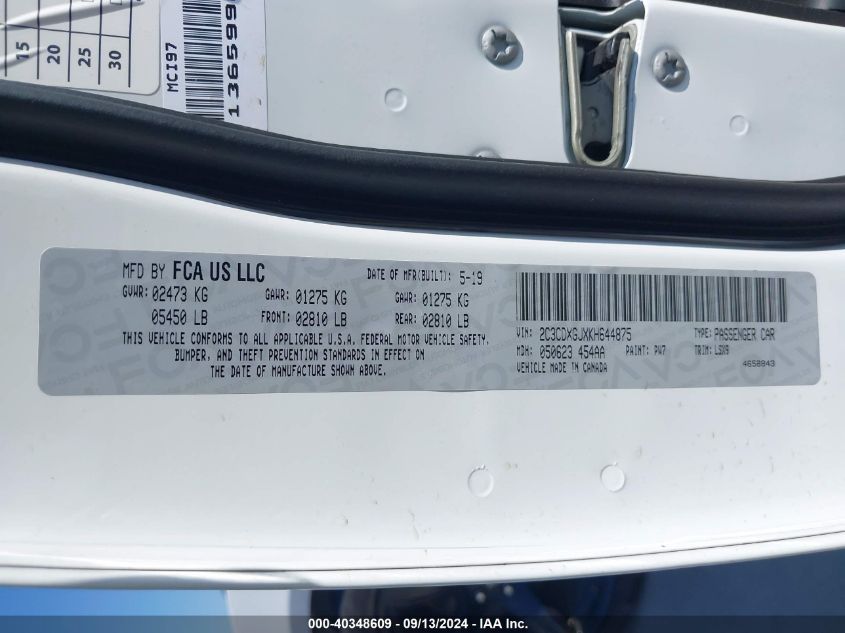 15
20
25
30
MCI97
1365999
MFD BY FCA US LLC
DATE OF MFR(BUILT): 5-19
GVWR: 02473 KG GAWR: 01275 KG GAWR: 01275 KG
05450 LB FRONT: 02810 LB REAR: 02810 LB
THIS VEHICLE CONFORMS TO ALL APPLICABLE U.S.A. FEDERAL MOTOR VEHICLE SAFETY,
BUMPER, AND THEFT PREVENTION STANDARDS IN EFFECT ON
THE DATE OF MANUFACTURE SHOWN ABOVE.
VIN: 2C3CDXGJXKH644875 TYPE: PASSENGER CAR
MDH: 050623 454AA PAINT: PW7 TRIM: LSX9
VEHICLE MADE IN CANADA 4658843
000-40348609 - 09/13/2024 - IAAI Inc.